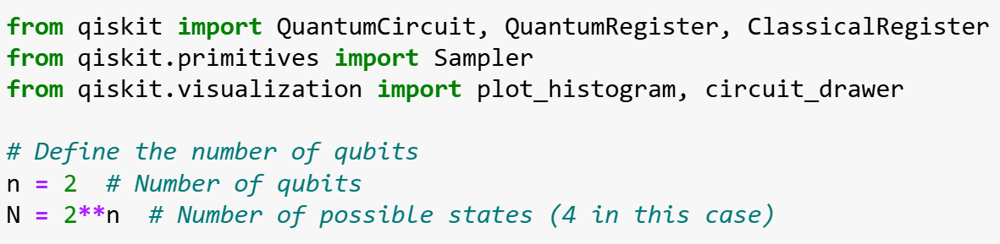 from qiskit import QuantumCircuit, QuantumRegister, ClassicalRegister
from qiskit.primitives import Sampler
from qiskit.visualization import plot_histogram, circuit_drawer

# Define the number of qubits
n = 2  # Number of qubits
N = 2**n  # Number of possible states (4 in this case)